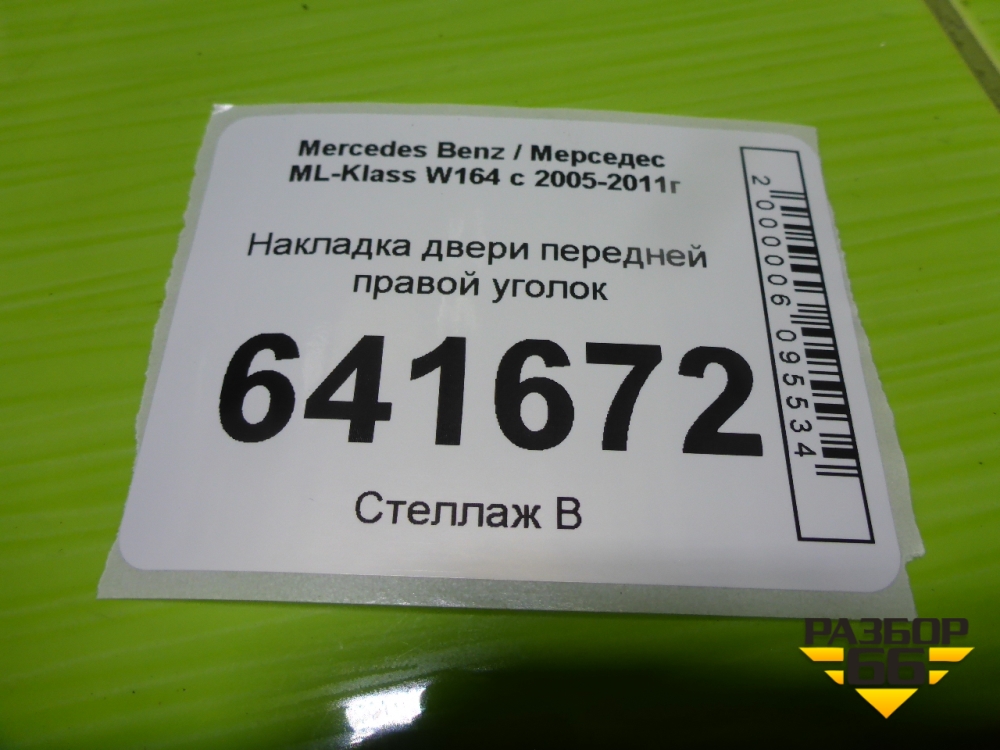 Mercedes Benz / Мерседес
ML-Klass W164 с 2005-2011г
Накладка двери передней
правой уголок
641672
Стеллаж В
2000006095534
РАЗБОР
66